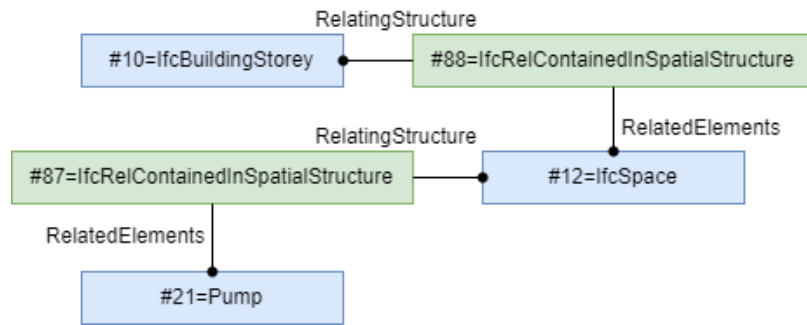 RelatingStructure
#10=IfcBuildingStorey
#88=IfcRelContainedInSpatialStructure
RelatedElements
RelatingStructure
#87=IfcRelContainedInSpatialStructure
#12=IfcSpace
RelatedElements
#21=Pump